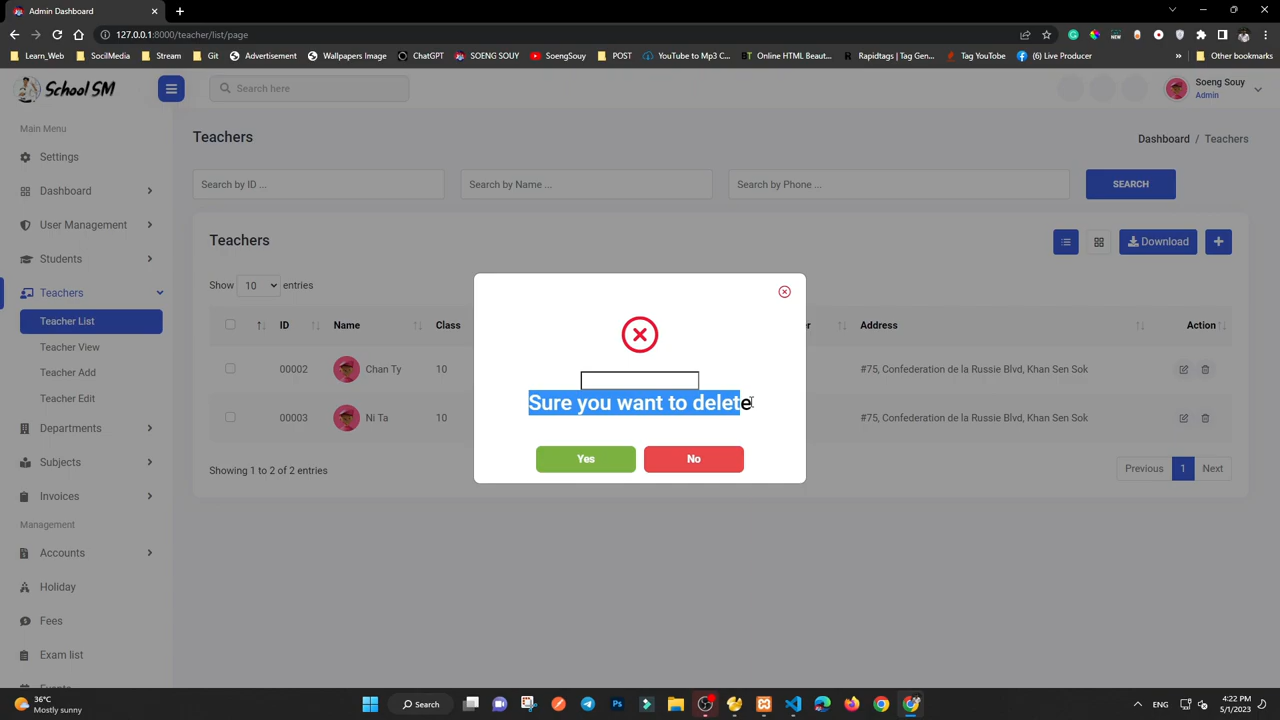 Admin Dashboard
127.0.0.1:8000/teacher/list/page
Learn_Web SocilMedia Stream Git Advertisement Wallpapes Image ChatGPT SOENG SOUY SoengSouy POST YouTube to Mp3 C... Online HTML Beau... Rapidtags | Tag Gen... Tag YouTube (6) Live Producer » Other bookmarks
School SM
Search here
Soeng Souy
Admin
Main Menu
Settings
Dashboard
User Management
Students
Teachers
Teacher List
Teacher View
Teacher Add
Teacher Edit
Departments
Subjects
Invoices
Management
Accounts
Holiday
Fees
Exam list
Teachers
Dashboard / Teachers
Search by ID ... Search by Name ... Search by Phone ... SEARCH
Teachers
Download
Show 10 entries
ID Name Class Address Action
00002 Chan Ty 10 #75, Confederation de la Russie Blvd, Khan Sen Sok
00003 Ni Ta 10 #75, Confederation de la Russie Blvd, Khan Sen Sok
Showing 1 to 2 of 2 entries
Previous 1 Next
Sure you want to delete
Yes No
36°C
Mostly sunny
Search
ENG
4:22 PM
5/1/2023